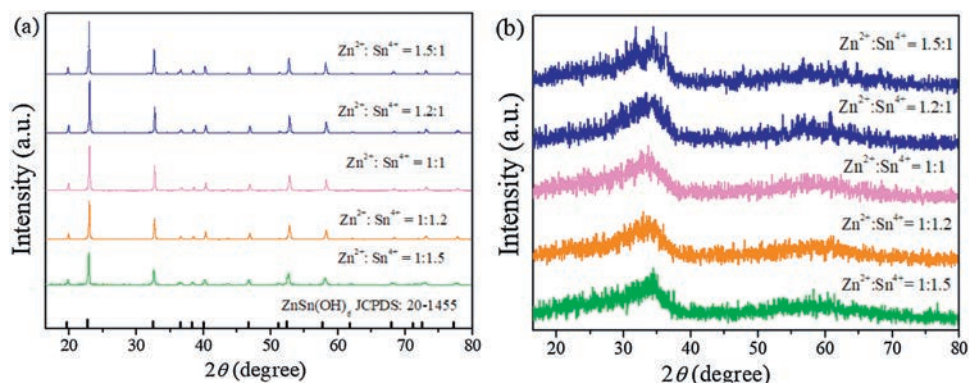 (a)
Intensity (a.u.)
Zn²⁺: Sn⁴⁺ = 1.5:1
Zn²⁺: Sn⁴⁺ = 1.2:1
Zn²⁺: Sn⁴⁺ = 1:1
Zn²⁺: Sn⁴⁺ = 1:1.2
Zn²⁺: Sn⁴⁺ = 1:1.5
ZnSn(OH)₆ JCPDS: 20-1455
20 30 40 50 60 70 80
2θ (degree)
(b)
Intensity (a.u.)
Zn²⁺:Sn⁴⁺ = 1.5:1
Zn²⁺:Sn⁴⁺ = 1.2:1
Zn²⁺:Sn⁴⁺ = 1:1
Zn²⁺:Sn⁴⁺ = 1:1.2
Zn²⁺:Sn⁴⁺ = 1:1.5
20 30 40 50 60 70 80
2θ (degree)